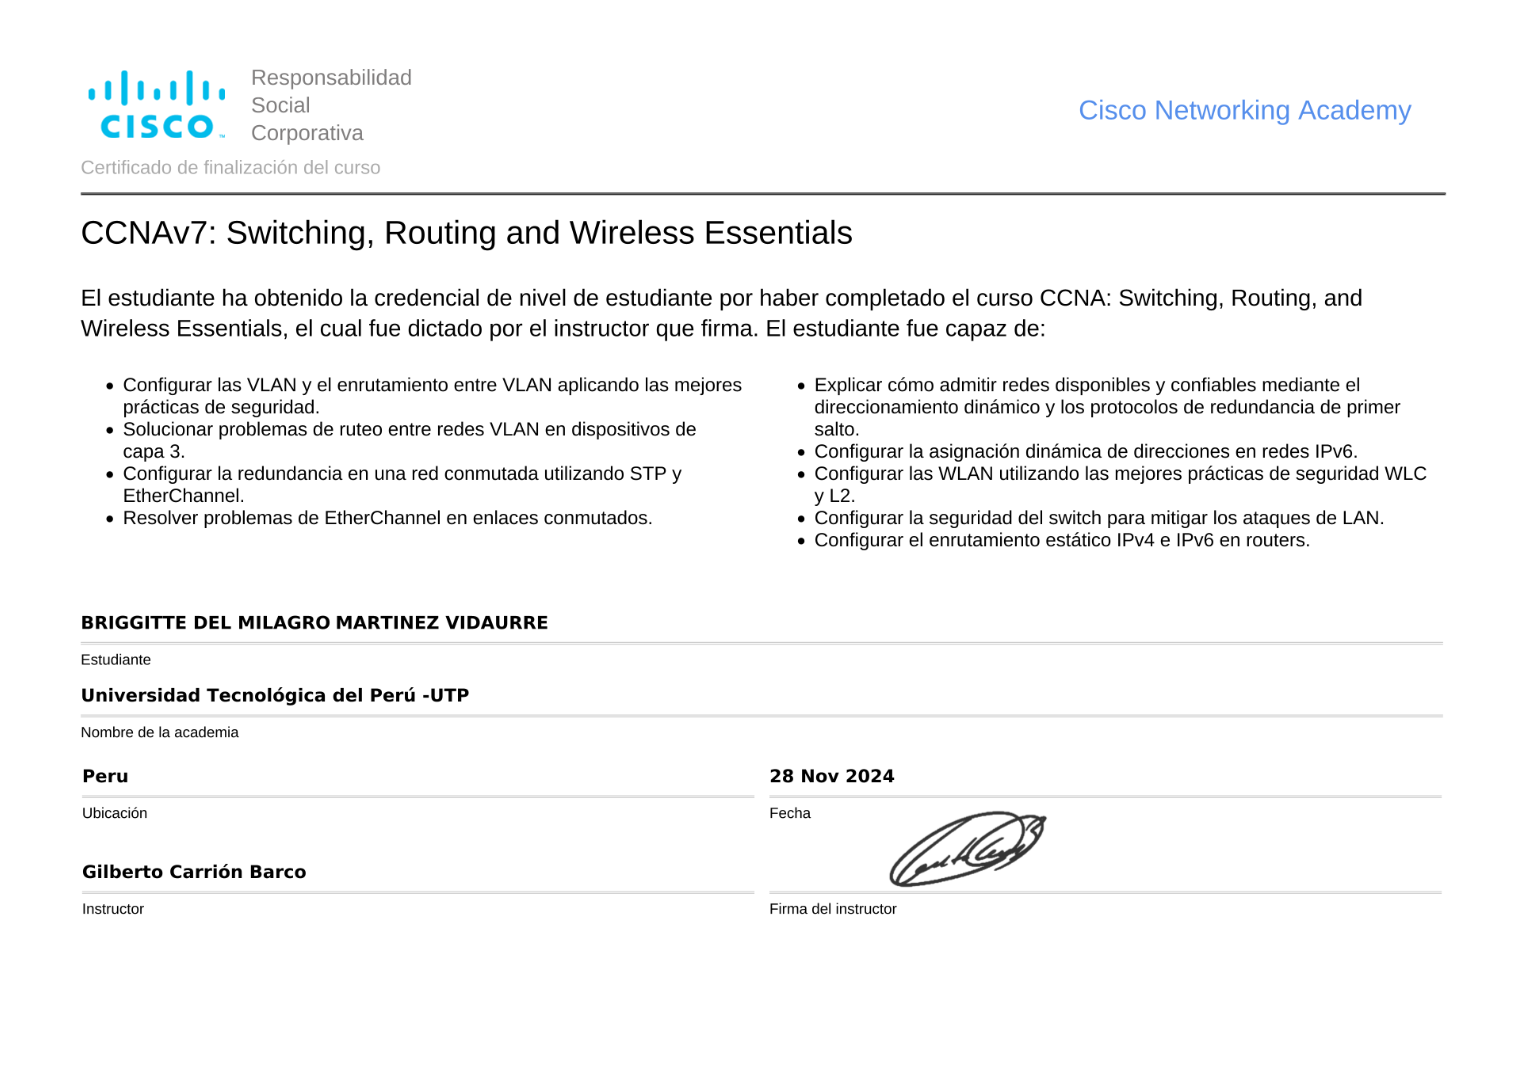 CISCO™
Responsabilidad
Social
Corporativa
Cisco Networking Academy
Certificado de finalización del curso
CCNAv7: Switching, Routing and Wireless Essentials
El estudiante ha obtenido la credencial de nivel de estudiante por haber completado el curso CCNA: Switching, Routing, and
Wireless Essentials, el cual fue dictado por el instructor que firma. El estudiante fue capaz de:
• Configurar las VLAN y el enrutamiento entre VLAN aplicando las mejores
prácticas de seguridad.
• Solucionar problemas de ruteo entre redes VLAN en dispositivos de
capa 3.
• Configurar la redundancia en una red conmutada utilizando STP y
EtherChannel.
• Resolver problemas de EtherChannel en enlaces conmutados.
• Explicar cómo admitir redes disponibles y confiables mediante el
direccionamiento dinámico y los protocolos de redundancia de primer
salto.
• Configurar la asignación dinámica de direcciones en redes IPv6.
• Configurar las WLAN utilizando las mejores prácticas de seguridad WLC
y L2.
• Configurar la seguridad del switch para mitigar los ataques de LAN.
• Configurar el enrutamiento estático IPv4 e IPv6 en routers.
BRIGGITTE DEL MILAGRO MARTINEZ VIDAURRE
Estudiante
Universidad Tecnológica del Perú -UTP
Nombre de la academia
Peru
Ubicación
28 Nov 2024
Fecha
Gilberto Carrión Barco
Instructor
Firma del instructor